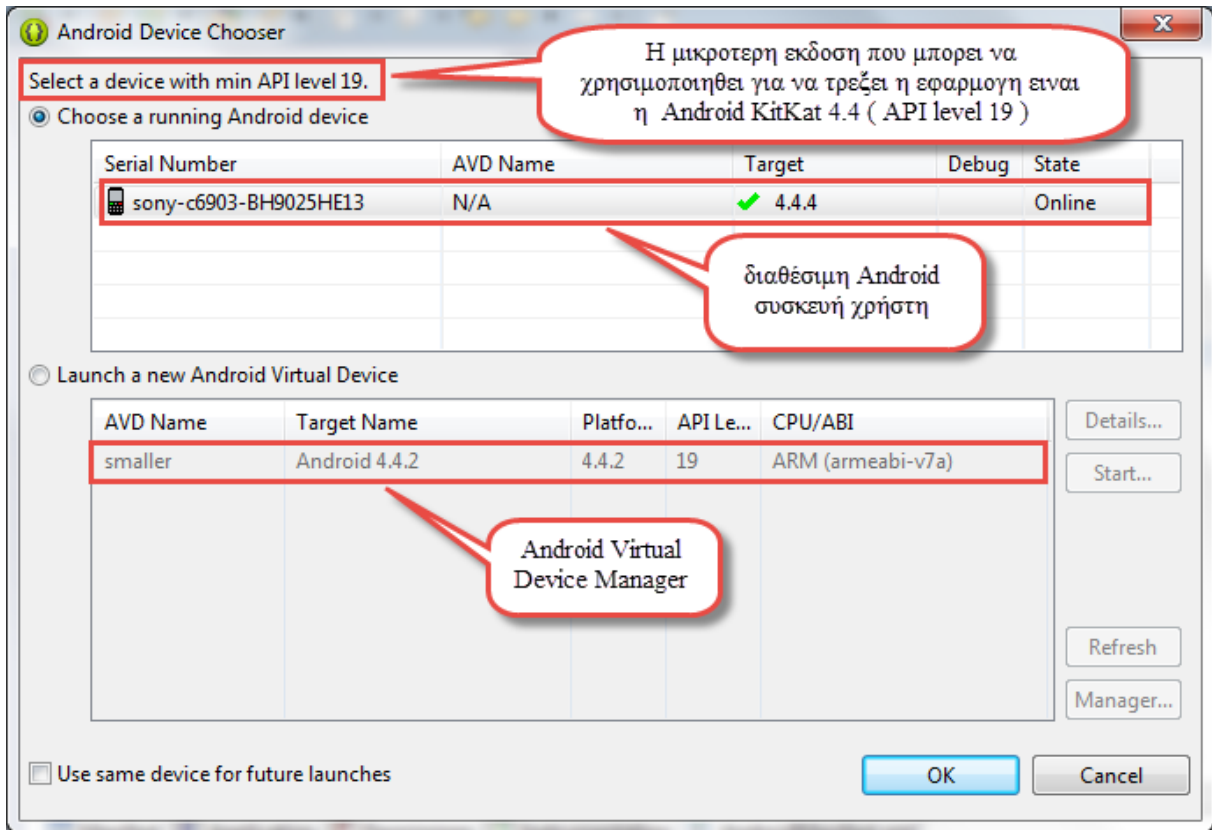 Android Device Chooser
Η μικροτερη εκδοση που μπορει να
χρησιμοποιηθει για να τρεξει η εφαρμογη ειναι
η Android KitKat 4.4 ( API level 19 )
Select a device with min API level 19.
Choose a running Android device
Serial Number AVD Name Target Debug State
sony-c6903-BH9025HE13 N/A 4.4.4 Online
διαθέσιμη Android
συσκευή χρήστη
Launch a new Android Virtual Device
AVD Name Target Name Platfo... API Le... CPU/ABI
smaller Android 4.4.2 4.4.2 19 ARM (armeabi-v7a)
Details...
Start...
Android Virtual
Device Manager
Refresh
Manager...
Use same device for future launches
OK Cancel